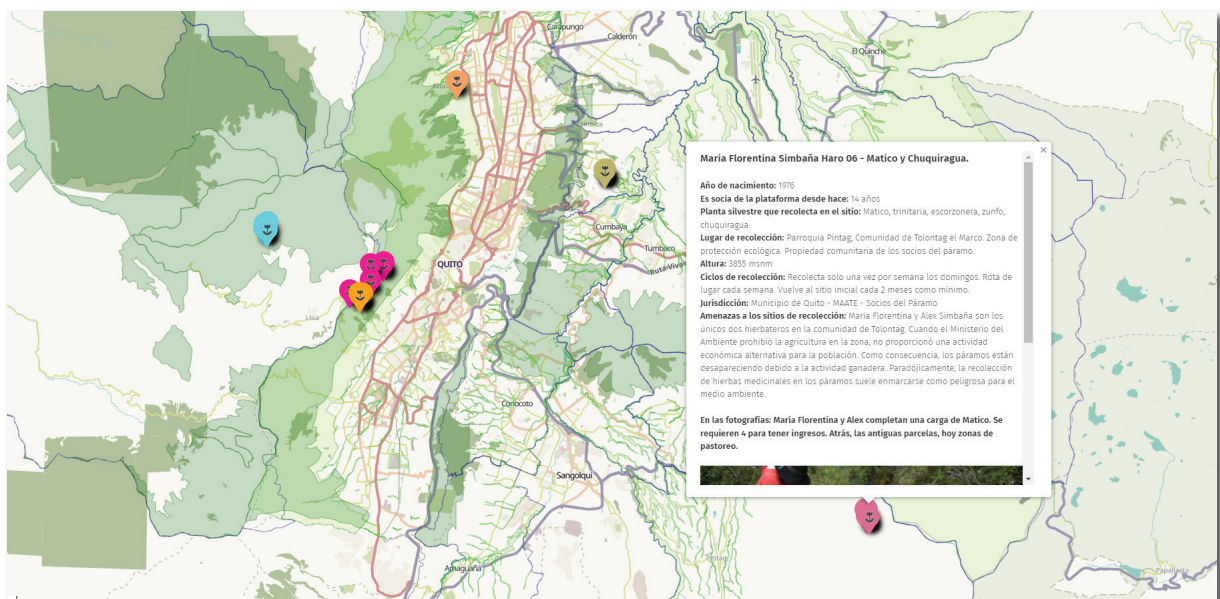 Carapungo
Calderón
El Quinche
Cumbaya
Tumbaco
QUITO
Lloa
Conocoto
Sangolqui
Pintag
Amaguaña
Papallacta
Maria Florentina Simbaña Haro 06 - Matico y Chuquiragua.
Año de nacimiento: 1976
Es socia de la plataforma desde hace: 14 años
Planta silvestre que recolecta en el sitio: Matico, trinitaria, escorzonera, zunfo,
chuquiragua.
Lugar de recolección: Parroquia Pintag, Comunidad de Tolontag el Marco. Zona de
protección ecológica. Propiedad comunitaria de los socios del páramo.
Altura: 3855 msnm
Ciclos de recolección: Recolecta solo una vez por semana los domingos. Rota de
lugar cada semana. Vuelve al sitio inicial cada 2 meses como mínimo.
Jurisdicción: Municipio de Quito - MAATE - Socios del Páramo
Amenazas a los sitios de recolección: Maria Florentina y Alex Simbaña son los
únicos dos hierbateros en la comunidad de Tolontag. Cuando el Ministerio del
Ambiente prohibió la agricultura en la zona, no proporcionó una actividad
económica alternativa para la población. Como consecuencia, los páramos están
desapareciendo debido a la actividad ganadera. Paradójicamente, la recolección
de hierbas medicinales en los páramos suele enmarcarse como peligrosa para el
medio ambiente.
En las fotografías: María Florentina y Alex completan una carga de Matico. Se
requieren 4 para tener ingresos. Atrás, las antiguas parcelas, hoy zonas de
pastoreo.